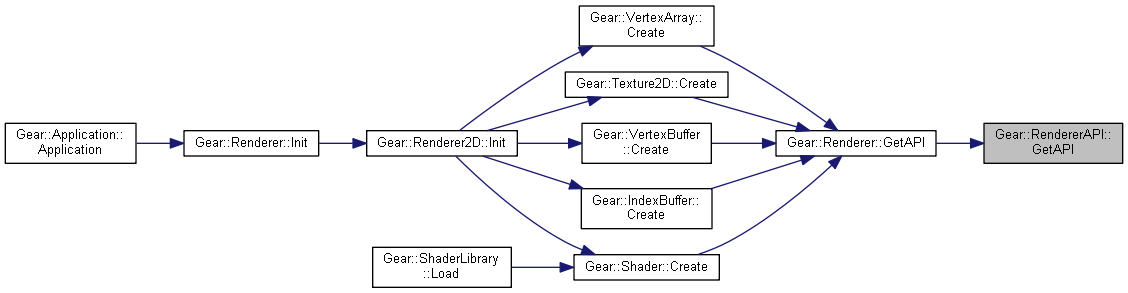 Gear::VertexArray::
Create
Gear::Texture2D::Create
Gear::Application::
Application
Gear::Renderer::Init
Gear::Renderer2D::Init
Gear::VertexBuffer
::Create
Gear::Renderer::GetAPI
Gear::RendererAPI::
GetAPI
Gear::IndexBuffer::
Create
Gear::ShaderLibrary
::Load
Gear::Shader::Create